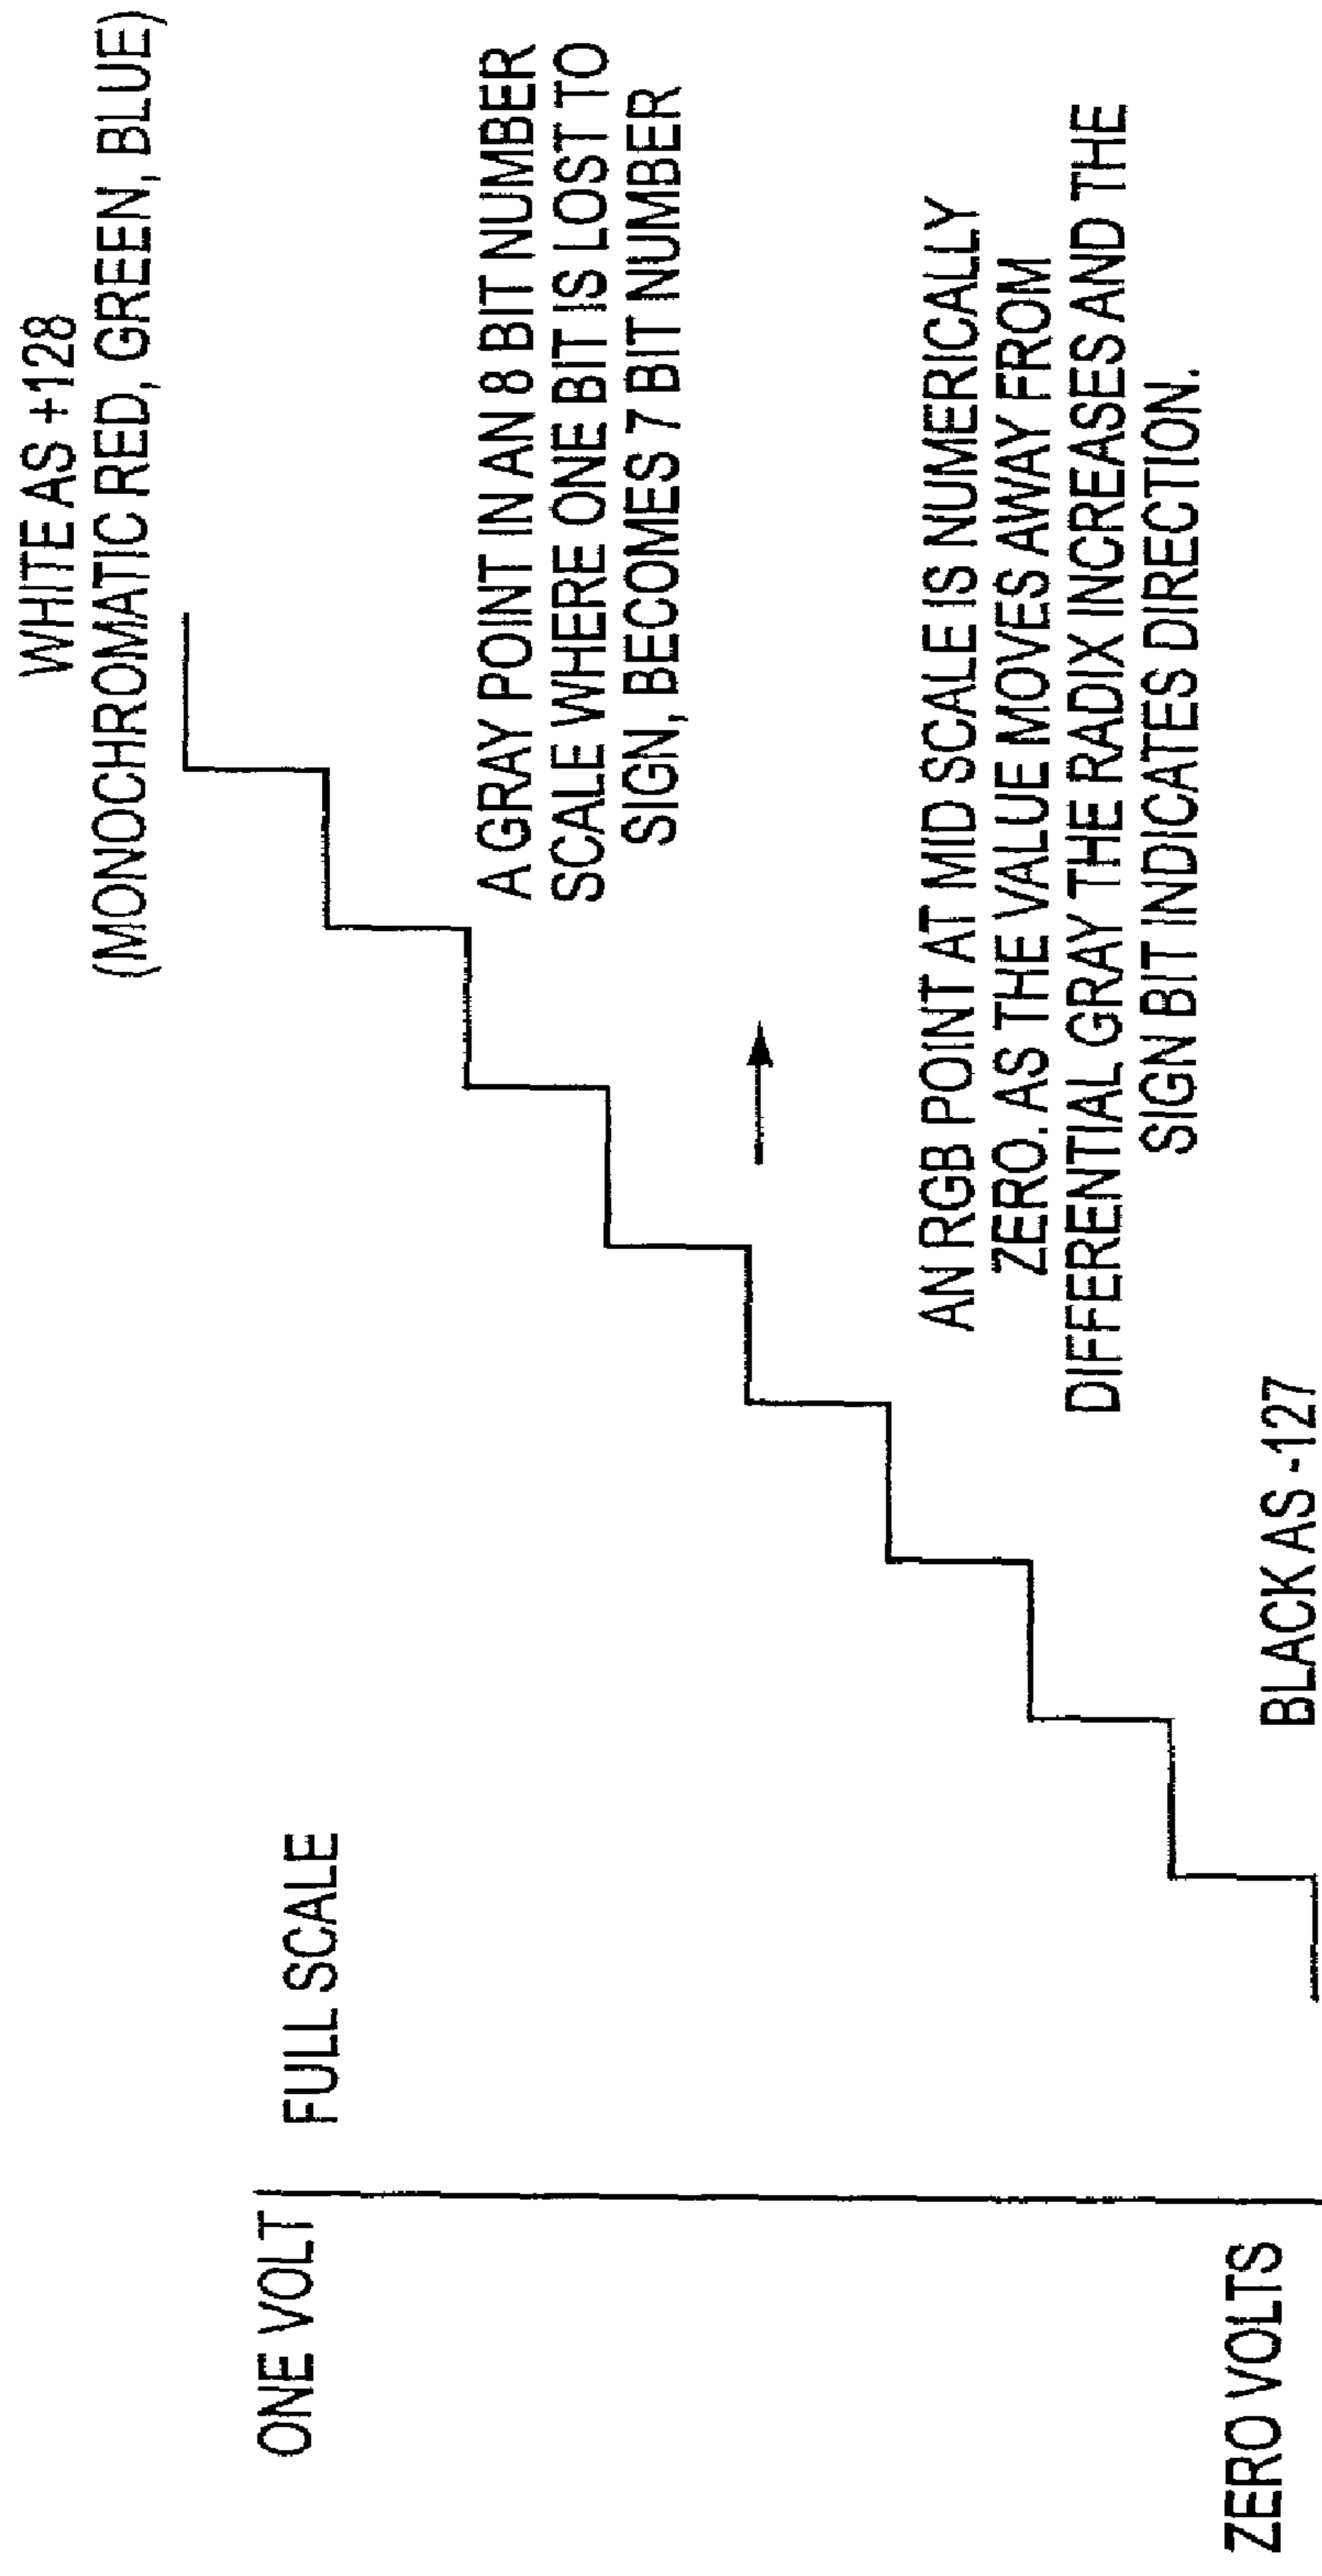 WHITE AS +128
(MONOCHROMATIC RED, GREEN, BLUE)
ONE VOLT
FULL SCALE
A GRAY POINT IN AN 8 BIT NUMBER
SCALE WHERE ONE BIT IS LOST TO
SIGN, BECOMES 7 BIT NUMBER
AN RGB POINT AT MID SCALE IS NUMERICALLY
ZERO. AS THE VALUE MOVES AWAY FROM
DIFFERENTIAL GRAY THE RADIX INCREASES AND THE
SIGN BIT INDICATES DIRECTION.
ZERO VOLTS
BLACK AS -127